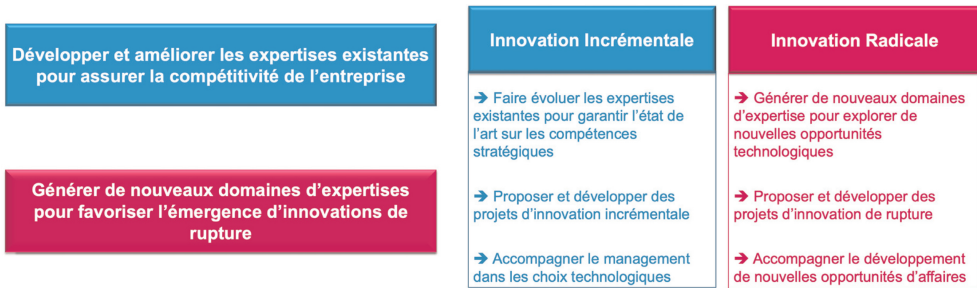 Développer et améliorer les expertises existantes
pour assurer la compétitivité de l’entreprise
Générer de nouveaux domaines d’expertises
pour favoriser l’émergence d’innovations de
rupture
Innovation Incrémentale
➔ Faire évoluer les expertises
existantes pour garantir l’état de
l’art sur les compétences
stratégiques
➔ Proposer et développer des
projets d’innovation incrémentale
➔ Accompagner le management
dans les choix technologiques
Innovation Radicale
➔ Générer de nouveaux domaines
d’expertise pour explorer de
nouvelles opportunités
technologiques
➔ Proposer et développer des
projets d’innovation de rupture
➔ Accompagner le développement
de nouvelles opportunités d’affaires